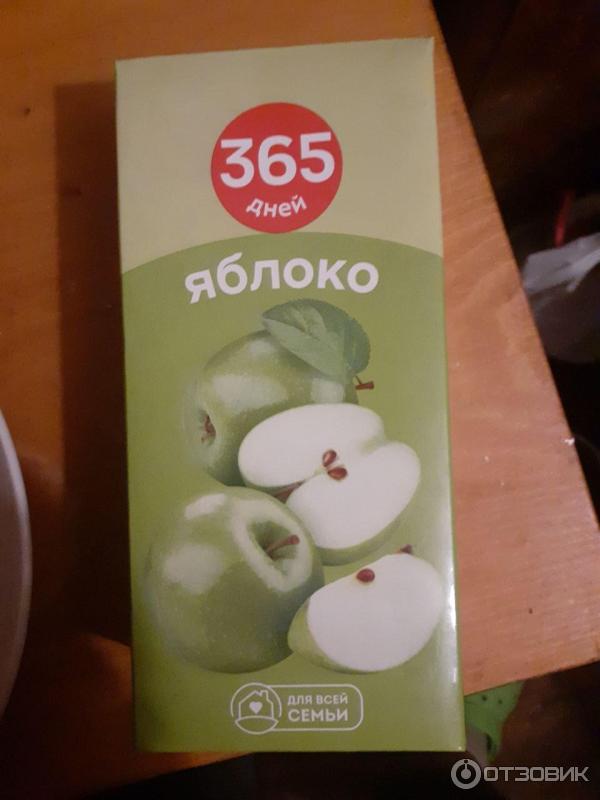 365
дней
яблоко
ДЛЯ ВСЕЙ
СЕМЬИ
ОТЗОВИК